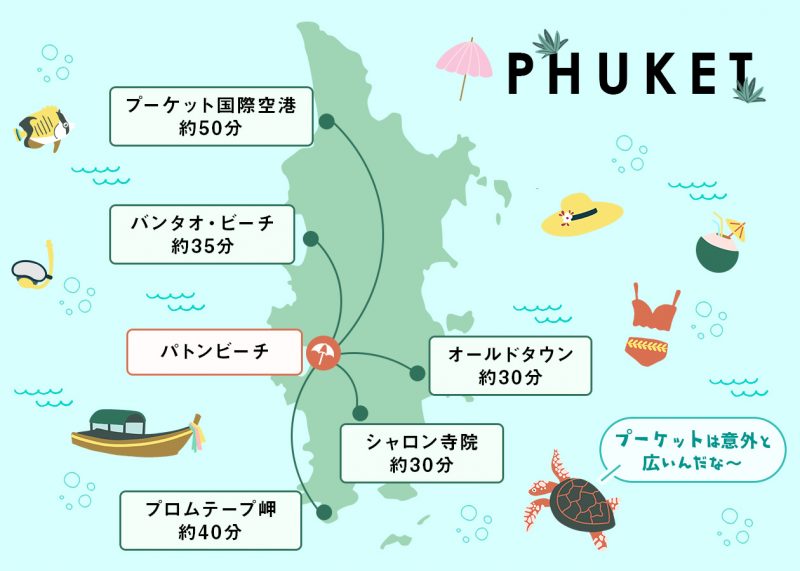 PHUKET
プーケット国際空港
約50分
バンタオ・ビーチ
約35分
パトンビーチ
オールドタウン
約30分
シャロン寺院
約30分
プロムテープ岬
約40分
プーケットは意外と
広いんだな〜